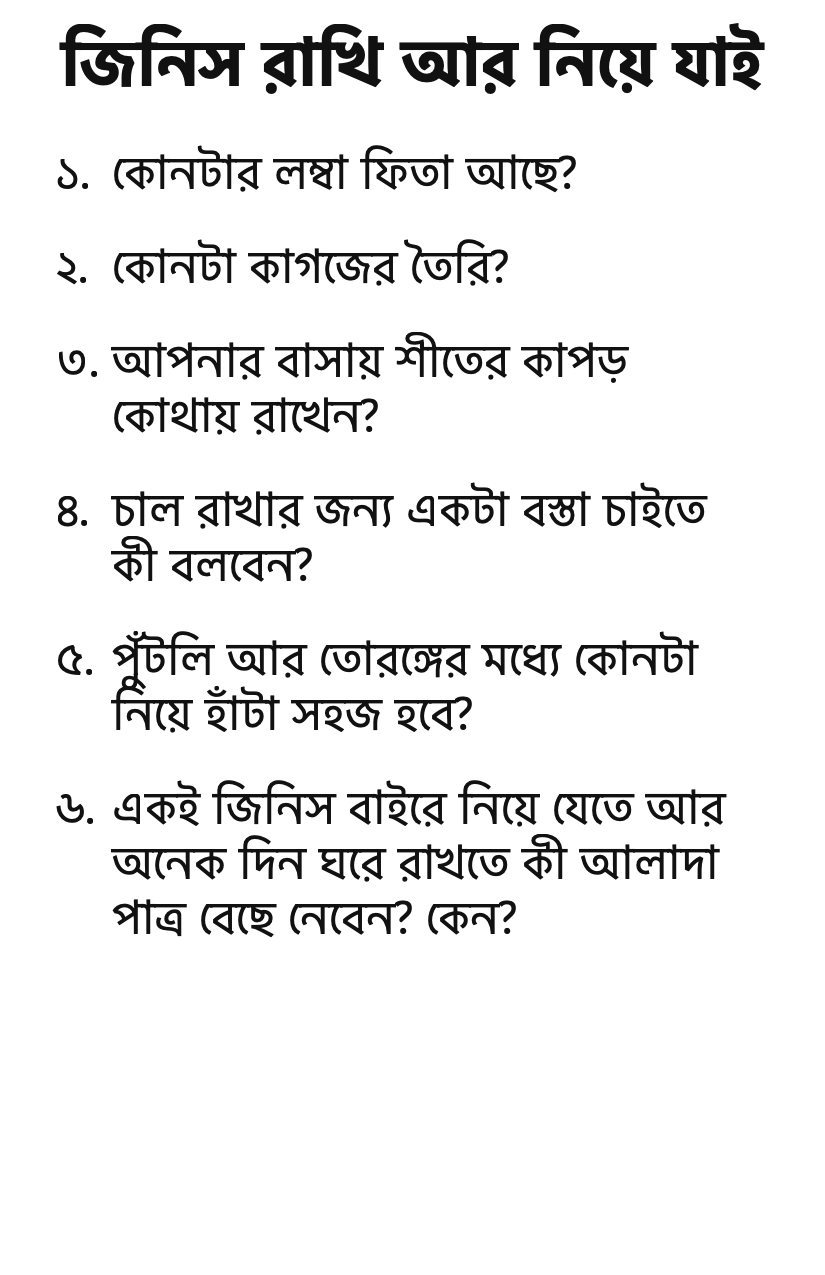 জিনিস রাখি আর নিয়ে যাই
১. কোনটার লম্বা ফিতা আছে?
২. কোনটা কাগজের তৈরি?
৩. আপনার বাসায় শীতের কাপড়
কোথায় রাখেন?
৪. চাল রাখার জন্য একটা বস্তা চাইতে
কী বলবেন?
৫. পুঁটলি আর তোরঙ্গের মধ্যে কোনটা
নিয়ে হাঁটা সহজ হবে?
৬. একই জিনিস বাইরে নিয়ে যেতে আর
অনেক দিন ঘরে রাখতে কী আলাদা
পাত্র বেছে নেবেন? কেন?